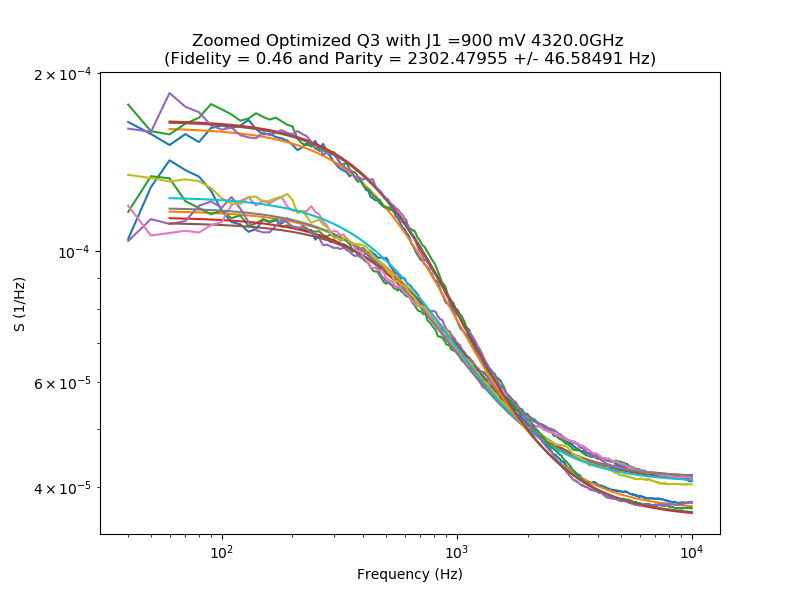 Zoomed Optimized Q3 with J1 =900 mV 4320.0GHz
(Fidelity = 0.46 and Parity = 2302.47955 +/- 46.58491 Hz)
2 × 10⁻⁴
10⁻⁴
6 × 10⁻⁵
4 × 10⁻⁵
S (1/Hz)
10² 10³ 10⁴
Frequency (Hz)